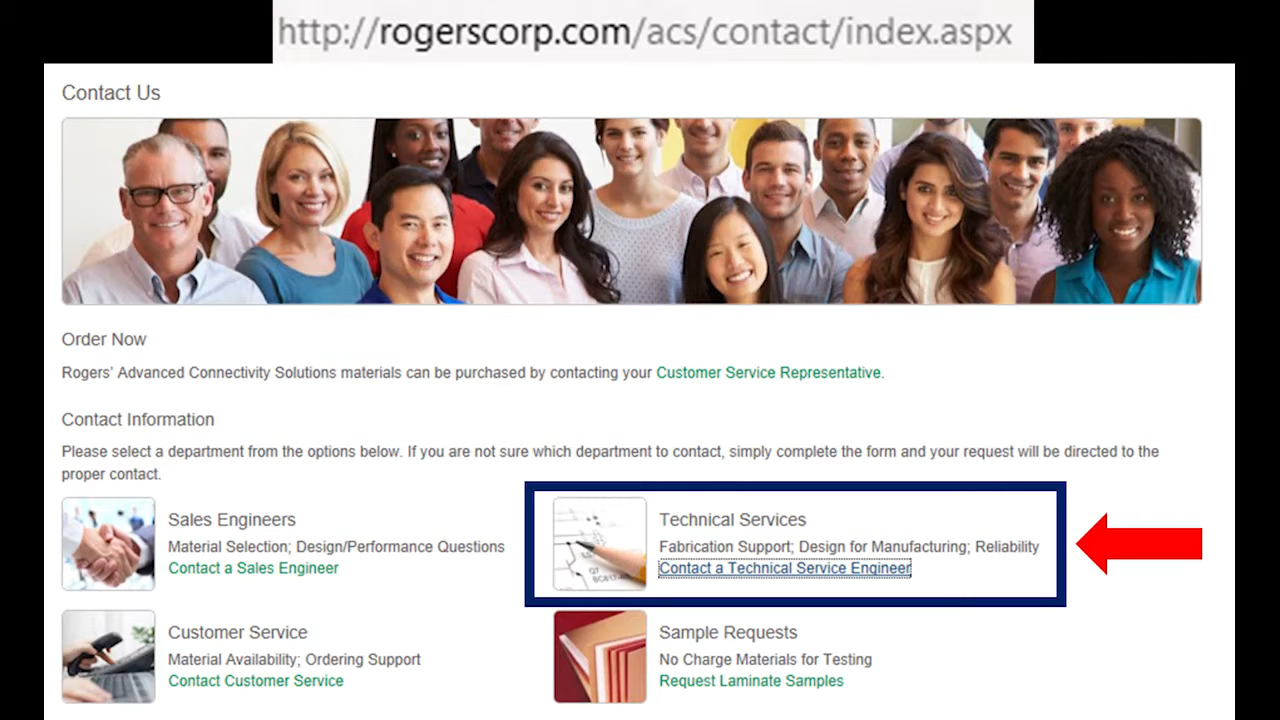 http://rogerscorp.com/acs/contact/index.aspx
Contact Us
Order Now
Rogers’ Advanced Connectivity Solutions materials can be purchased by contacting your Customer Service Representative.
Contact Information
Please select a department from the options below. If you are not sure which department to contact, simply complete the form and your request will be directed to the
proper contact.
Sales Engineers
Material Selection; Design/Performance Questions
Contact a Sales Engineer
Technical Services
Fabrication Support; Design for Manufacturing; Reliability
Contact a Technical Service Engineer
Customer Service
Material Availability; Ordering Support
Contact Customer Service
Sample Requests
No Charge Materials for Testing
Request Laminate Samples